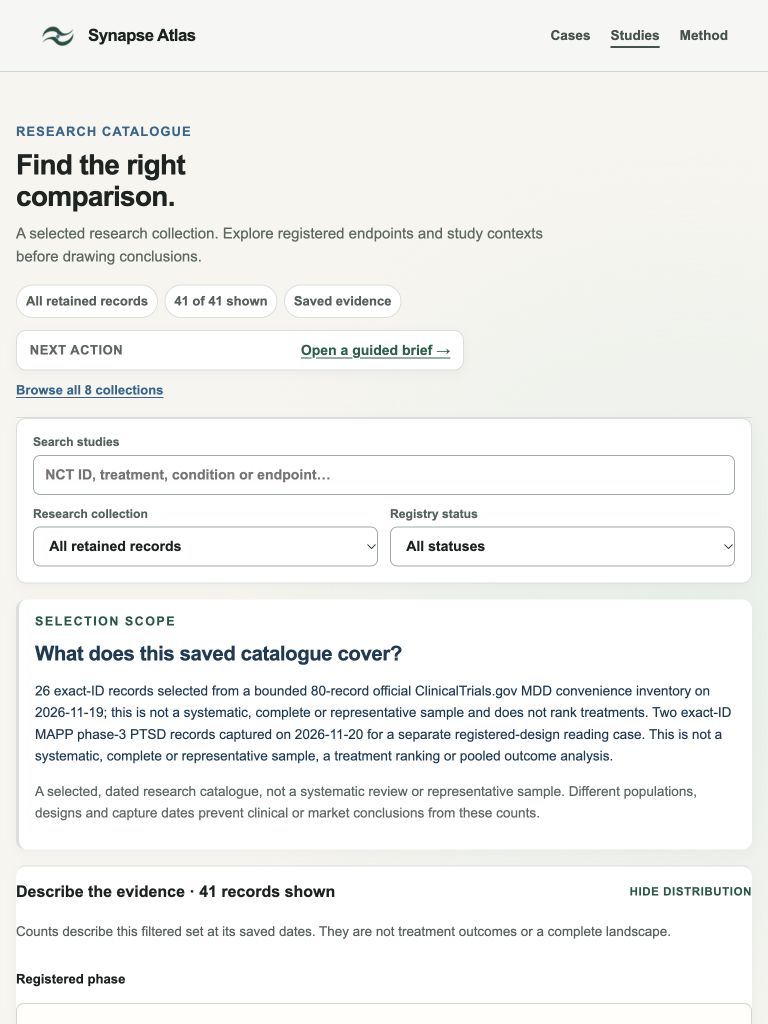 Synapse Atlas
Cases
Studies
Method
RESEARCH CATALOGUE
Find the right
comparison.
A selected research collection. Explore registered endpoints and study contexts
before drawing conclusions.
All retained records
41 of 41 shown
Saved evidence
NEXT ACTION
Open a guided brief →
Browse all 8 collections
Search studies
NCT ID, treatment, condition or endpoint…
Research collection
Registry status
All retained records
All statuses
SELECTION SCOPE
What does this saved catalogue cover?
26 exact-ID records selected from a bounded 80-record official ClinicalTrials.gov MDD convenience inventory on
2026-11-19; this is not a systematic, complete or representative sample and does not rank treatments. Two exact-ID
MAPP phase-3 PTSD records captured on 2026-11-20 for a separate registered-design reading case. This is not a
systematic, complete or representative sample, a treatment ranking or pooled outcome analysis.
A selected, dated research catalogue, not a systematic review or representative sample. Different populations,
designs and capture dates prevent clinical or market conclusions from these counts.
Describe the evidence · 41 records shown
HIDE DISTRIBUTION
Counts describe this filtered set at its saved dates. They are not treatment outcomes or a complete landscape.
Registered phase